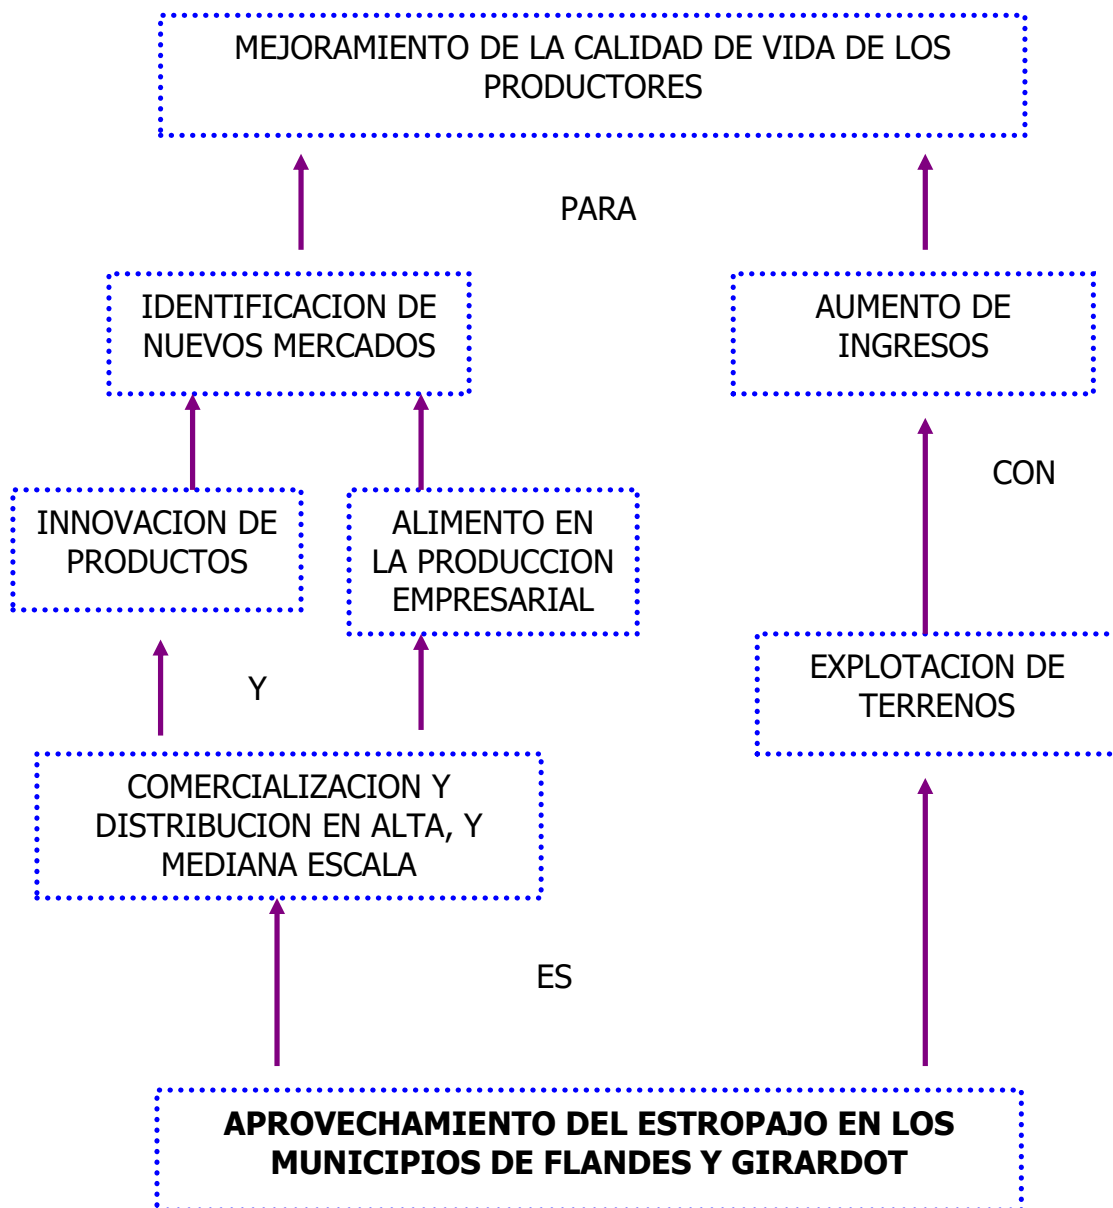 MEJORAMIENTO DE LA CALIDAD DE VIDA DE LOS
PRODUCTORES
PARA
IDENTIFICACION DE
NUEVOS MERCADOS
AUMENTO DE
INGRESOS
CON
INNOVACION DE
PRODUCTOS
ALIMENTO EN
LA PRODUCCION
EMPRESARIAL
EXPLOTACION DE
TERRENOS
Y
COMERCIALIZACION Y
DISTRIBUCION EN ALTA, Y
MEDIANA ESCALA
ES
APROVECHAMIENTO DEL ESTROPAJO EN LOS
MUNICIPIOS DE FLANDES Y GIRARDOT